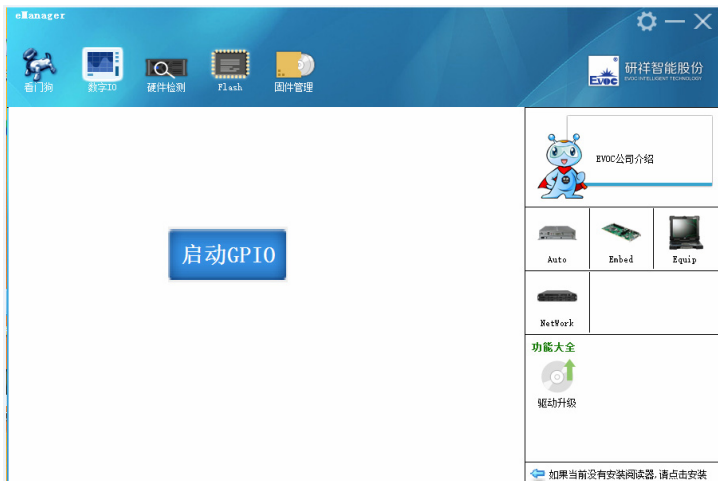 eManager
看门狗
数字IO
硬件检测
Flash
固件管理
Evoc
研祥智能股份
EVOC INTELLIGENT TECHNOLOGY
EVOC公司介绍
启动GPIO
Auto
Embed
Equip
NetWork
功能大全
驱动升级
如果当前没有安装阅读器,请点击安装